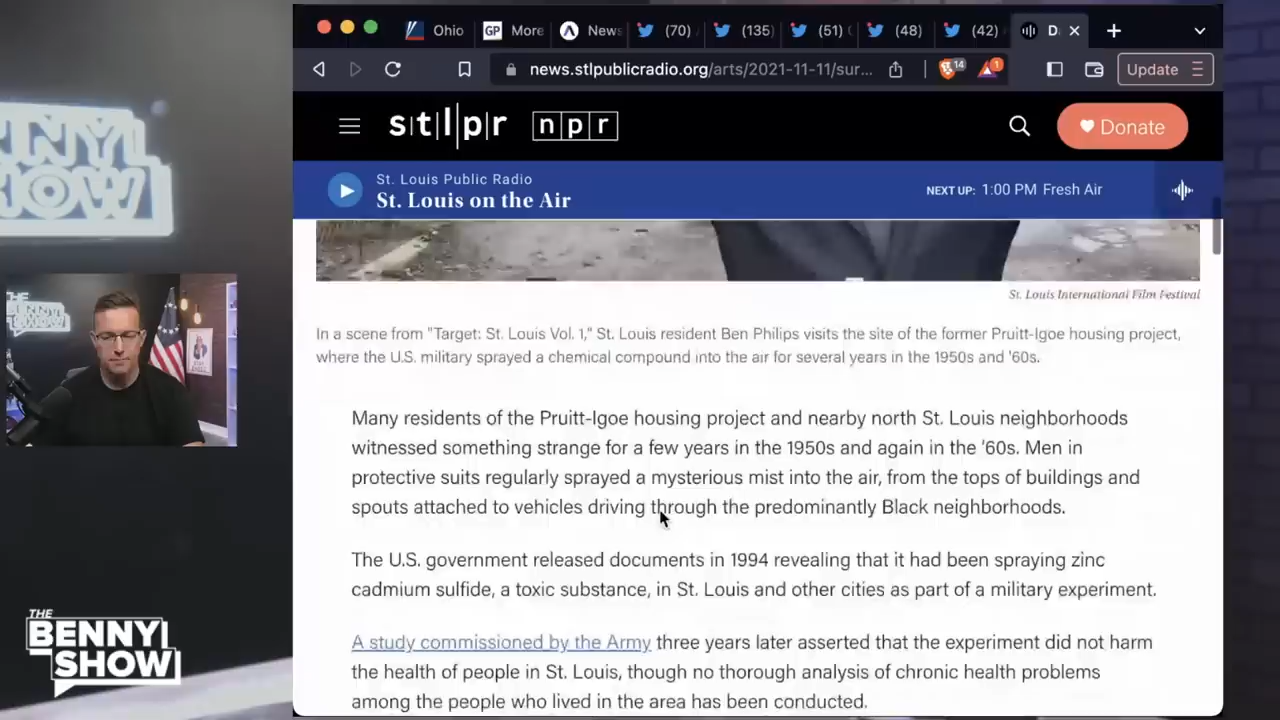 Ohio
GP More
News
(70)
(135)
(51)
(48)
(42)
D
news.stlpublicradio.org/arts/2021-11-11/sur...
14
1
Update
stlpr
npr
Donate
St. Louis Public Radio
St. Louis on the Air
NEXT UP: 1:00 PM Fresh Air
St. Louis International Film Festival
In a scene from "Target: St. Louis Vol. 1," St. Louis resident Ben Philips visits the site of the former Pruitt-Igoe housing project,
where the U.S. military sprayed a chemical compound into the air for several years in the 1950s and '60s.
Many residents of the Pruitt-Igoe housing project and nearby north St. Louis neighborhoods
witnessed something strange for a few years in the 1950s and again in the '60s. Men in
protective suits regularly sprayed a mysterious mist into the air, from the tops of buildings and
spouts attached to vehicles driving through the predominantly Black neighborhoods.
The U.S. government released documents in 1994 revealing that it had been spraying zinc
cadmium sulfide, a toxic substance, in St. Louis and other cities as part of a military experiment.
A study commissioned by the Army three years later asserted that the experiment did not harm
the health of people in St. Louis, though no thorough analysis of chronic health problems
among the people who lived in the area has been conducted.
THE
BENNY
SHOW